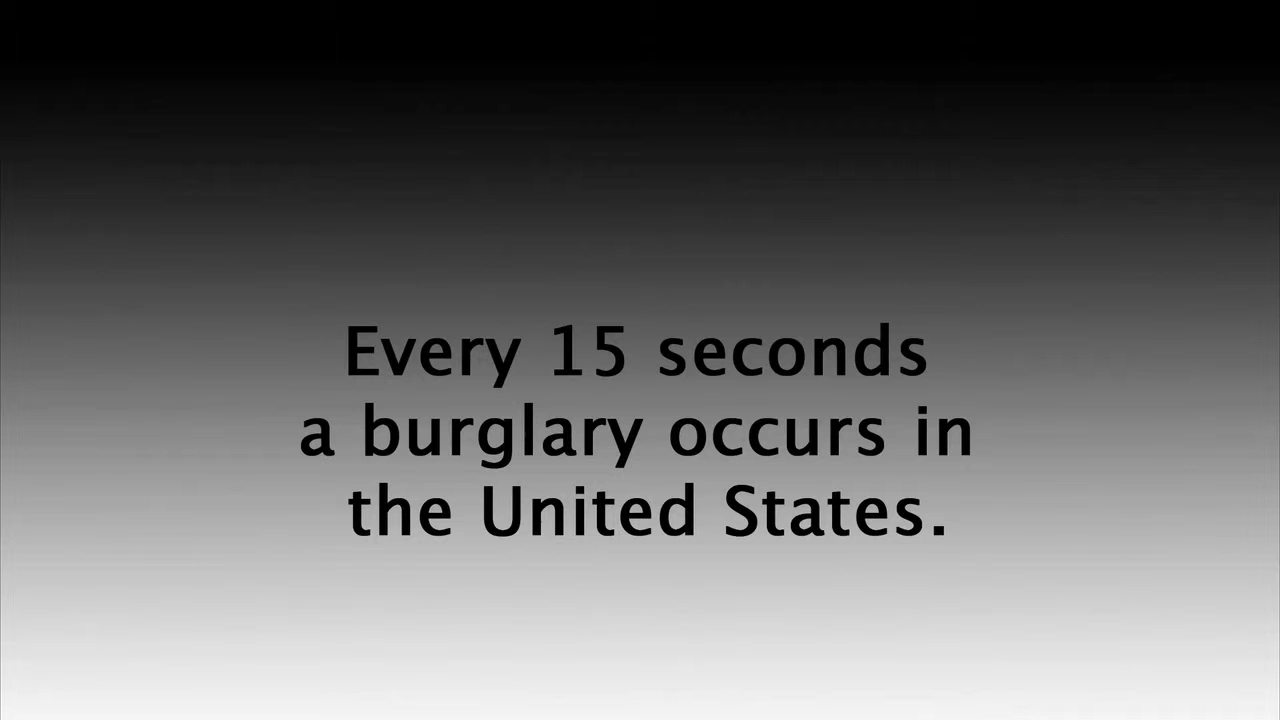 Every 15 seconds
a burglary occurs in
the United States.